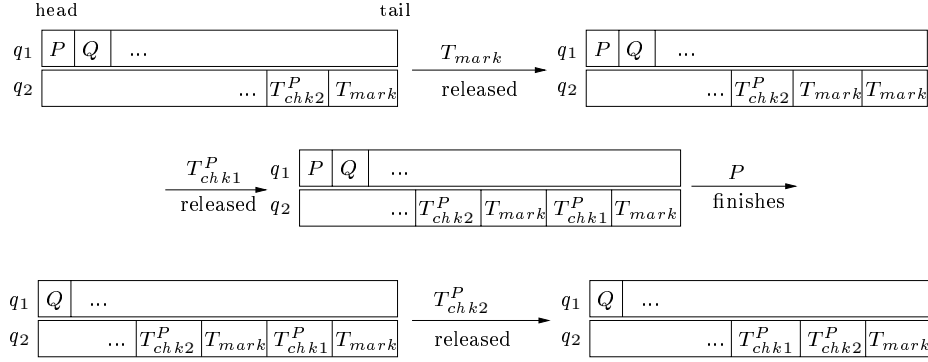 head tail
q1 P Q ... T_mark q1 P Q ...
q2 ... T^P_chk2 T_mark released q2 ... T^P_chk2 T_mark T_mark
T^P_chk1 q1 P Q ... P
released q2 ... T^P_chk2 T_mark T^P_chk1 T_mark finishes
q1 Q ... T^P_chk2 q1 Q ...
q2 ... T^P_chk2 T_mark T^P_chk1 T_mark released q2 ... T^P_chk1 T^P_chk2 T_mark